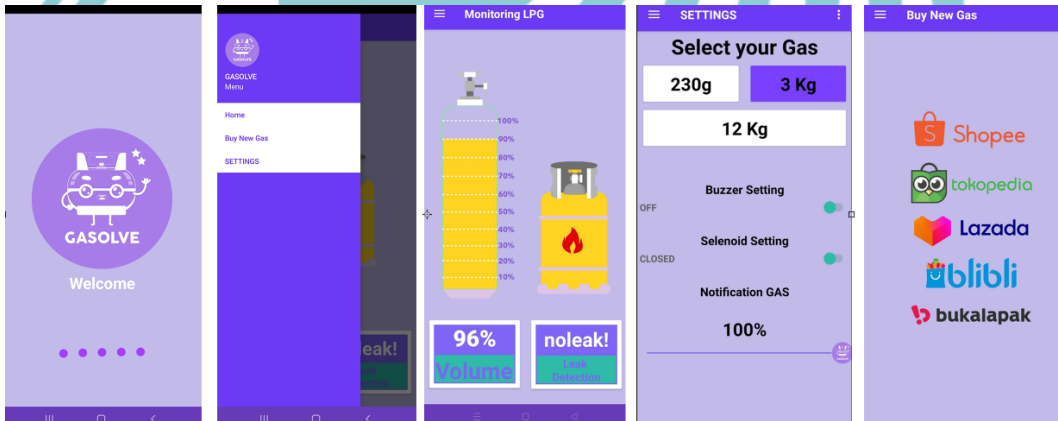 GASOLVE
Welcome
GASOLVE
GASOLVE
Menu
Home
Buy New Gas
SETTINGS
leak!
Monitoring LPG
100%
90%
80%
70%
60%
50%
40%
30%
20%
10%
96%
Volume
noleak!
Leak
Detection
SETTINGS
Select your Gas
230g
3 Kg
12 Kg
Buzzer Setting
OFF
Selenoid Setting
CLOSED
Notification GAS
100%
Buy New Gas
Shopee
tokopedia
Lazada
blibli
bukalapak